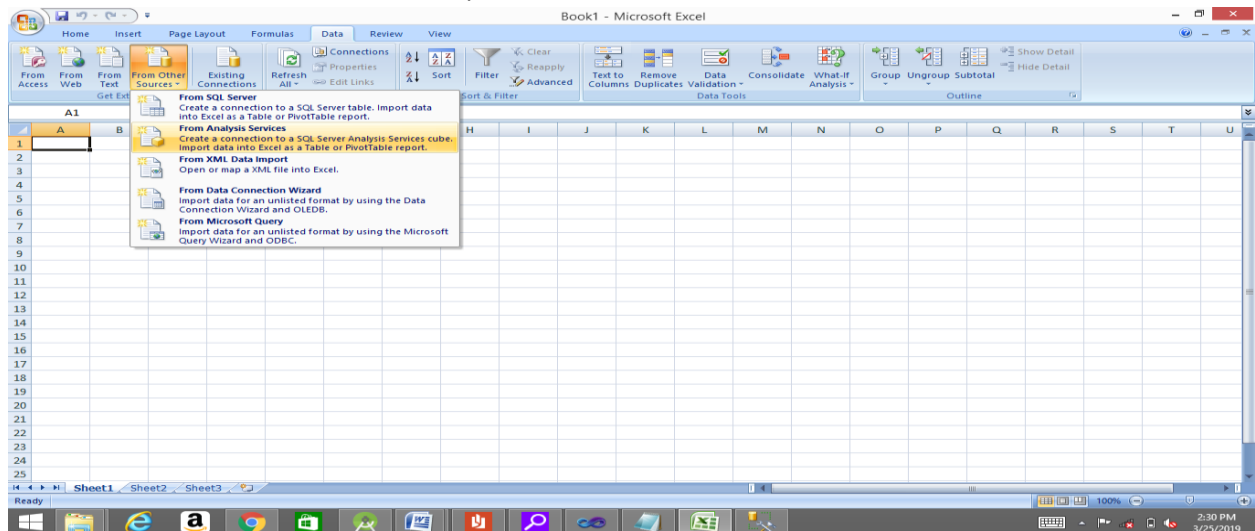 Book1 - Microsoft Excel
Home Insert Page Layout Formulas Data Review View
From Access
From Web
From Text
From Other Sources
Existing Connections
Get Ext
Refresh All
Connections
Properties
Edit Links
Sort
Filter
Clear
Reapply
Advanced
Sort & Filter
Text to Columns
Remove Duplicates
Data Validation
Consolidate
What-If Analysis
Data Tools
Group
Ungroup
Subtotal
Show Detail
Hide Detail
Outline
From SQL Server
Create a connection to a SQL Server table. Import data
into Excel as a Table or PivotTable report.
From Analysis Services
Create a connection to a SQL Server Analysis Services cube.
Import data into Excel as a Table or PivotTable report.
From XML Data Import
Open or map a XML file into Excel.
From Data Connection Wizard
Import data for an unlisted format by using the Data
Connection Wizard and OLEDB.
From Microsoft Query
Import data for an unlisted format by using the Microsoft
Query Wizard and ODBC.
A1
A B H I J K L M N O P Q R S T U
1
2
3
4
5
6
7
8
9
10
11
12
13
14
15
16
17
18
19
20
21
22
23
24
25
Sheet1 Sheet2 Sheet3
Ready
100%
2:30 PM
3/25/2019